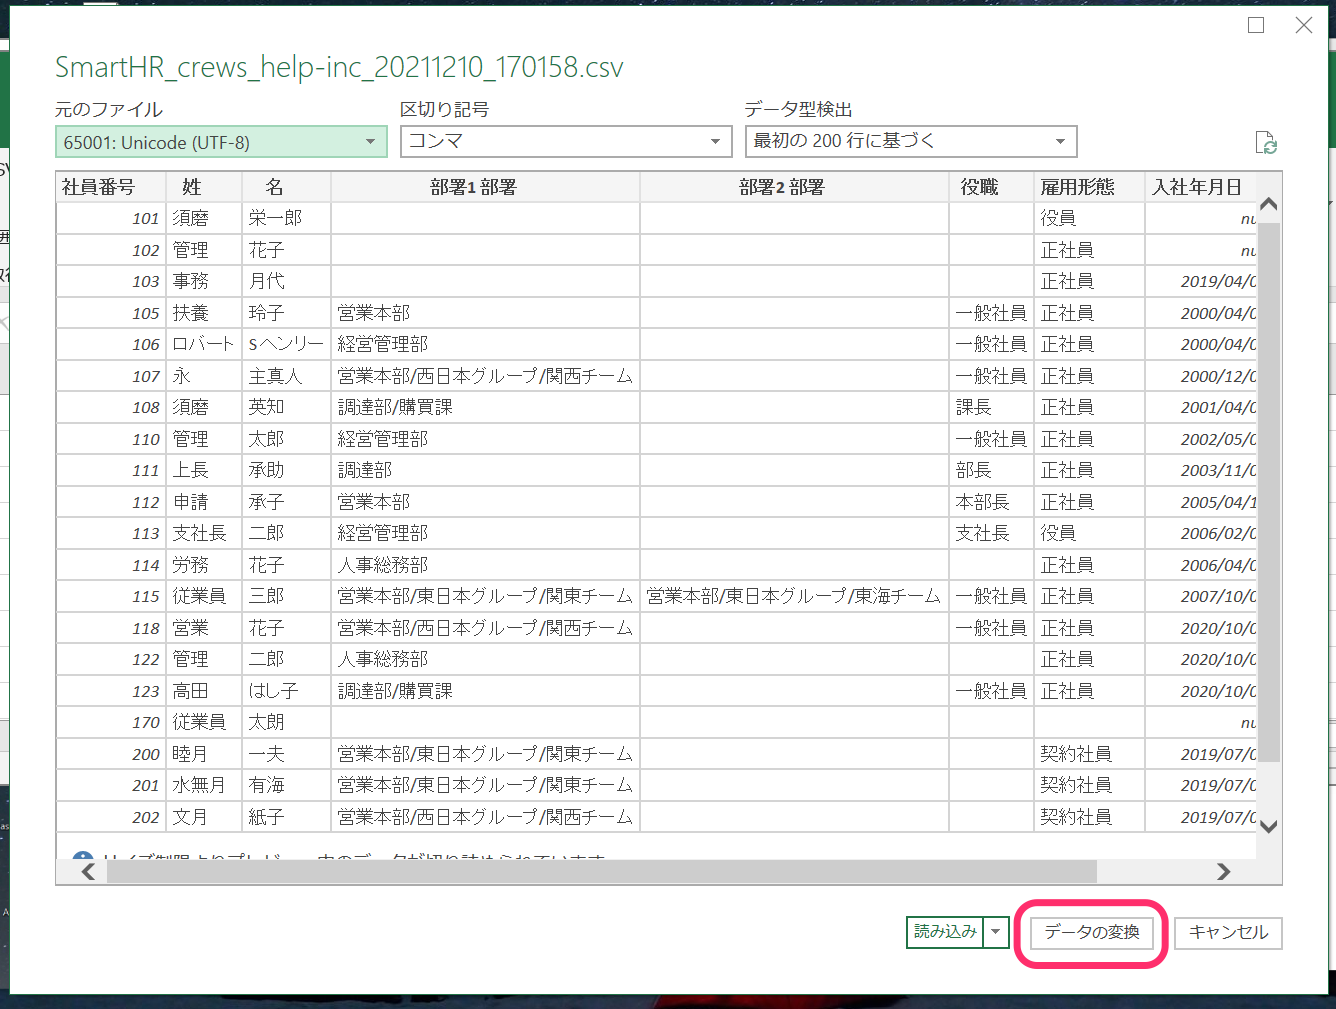 SmartHR_crews_help-inc_20211210_170158.csv
元のファイル 区切り記号 データ型検出
65001: Unicode (UTF-8) コンマ 最初の 200 行に基づく
社員番号 姓 名 部署1 部署 部署2 部署 役職 雇用形態 入社年月日
101 須磨 栄一郎 役員 nu
102 管理 花子 正社員 nu
103 事務 月代 正社員 2019/04/0
105 扶養 玲子 営業本部 一般社員 正社員 2000/04/0
106 ロバート Sヘンリー 経営管理部 一般社員 正社員 2000/04/0
107 永 主真人 営業本部/西日本グループ/関西チーム 一般社員 正社員 2000/12/0
108 須磨 英知 調達部/購買課 課長 正社員 2001/04/0
110 管理 太郎 経営管理部 一般社員 正社員 2002/05/0
111 上長 承助 調達部 部長 正社員 2003/11/0
112 申請 承子 営業本部 本部長 正社員 2005/04/1
113 支社長 二郎 経営管理部 支社長 役員 2006/02/0
114 労務 花子 人事総務部 正社員 2006/04/0
115 従業員 三郎 営業本部/東日本グループ/関東チーム 営業本部/東日本グループ/東海チーム 一般社員 正社員 2007/10/0
118 営業 花子 営業本部/西日本グループ/関西チーム 一般社員 正社員 2020/10/0
122 管理 二郎 人事総務部 正社員 2020/10/0
123 高田 はし子 調達部/購買課 一般社員 正社員 2020/10/0
170 従業員 太朗 nu
200 睦月 一夫 営業本部/東日本グループ/関東チーム 契約社員 2019/07/0
201 水無月 有海 営業本部/東日本グループ/関東チーム 契約社員 2019/07/0
202 文月 紙子 営業本部/西日本グループ/関西チーム 契約社員 2019/07/0
読み込み データの変換 キャンセル